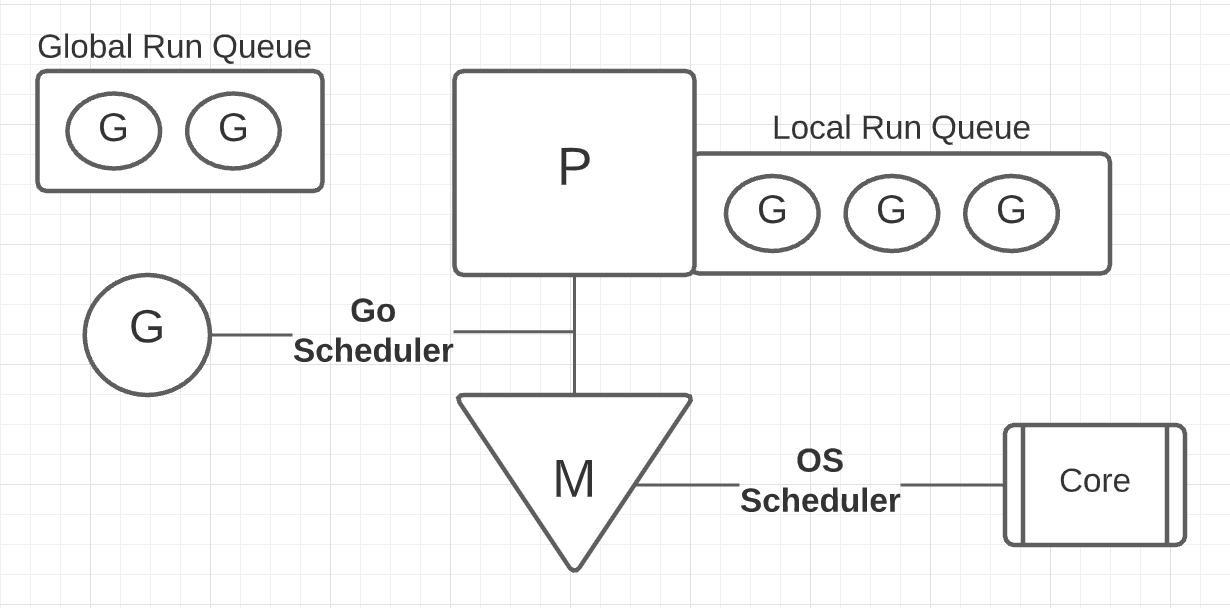 Global Run Queue
G G
P
Local Run Queue
G G G
G
Go
Scheduler
M
OS
Scheduler
Core